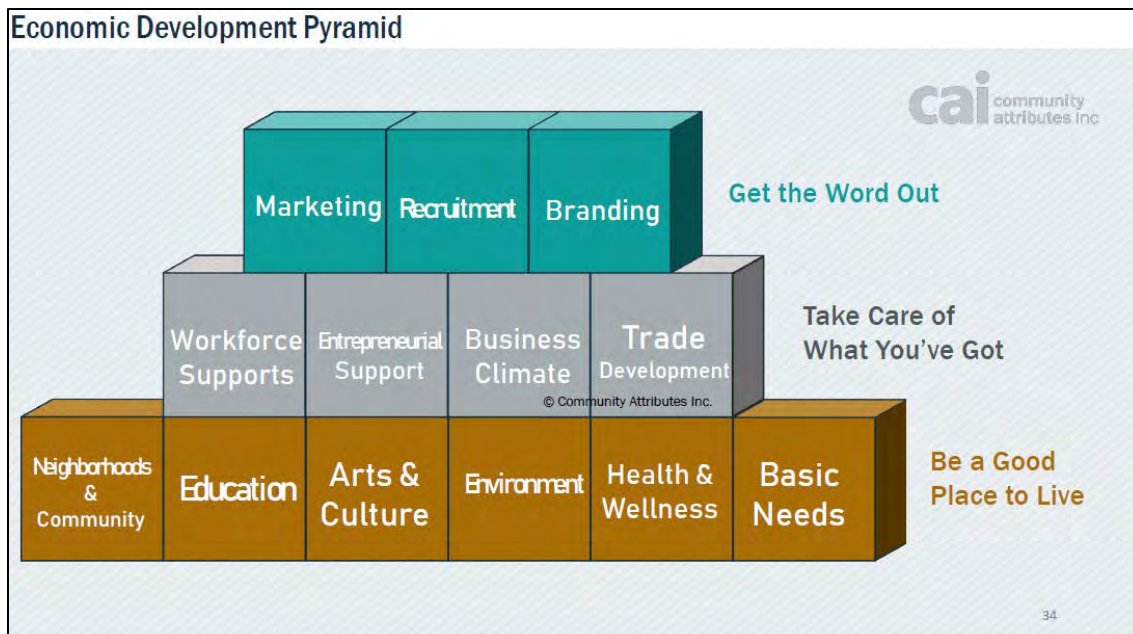 Economic Development Pyramid
cai community
attributes inc
Marketing
Recruitment
Branding
Get the Word Out
Workforce
Supports
Entrepreneurial
Support
Business
Climate
Trade
Development
Take Care of
What You've Got
© Community Attributes Inc.
Neighborhoods
&
Community
Education
Arts &
Culture
Environment
Health &
Wellness
Basic
Needs
Be a Good
Place to Live
34